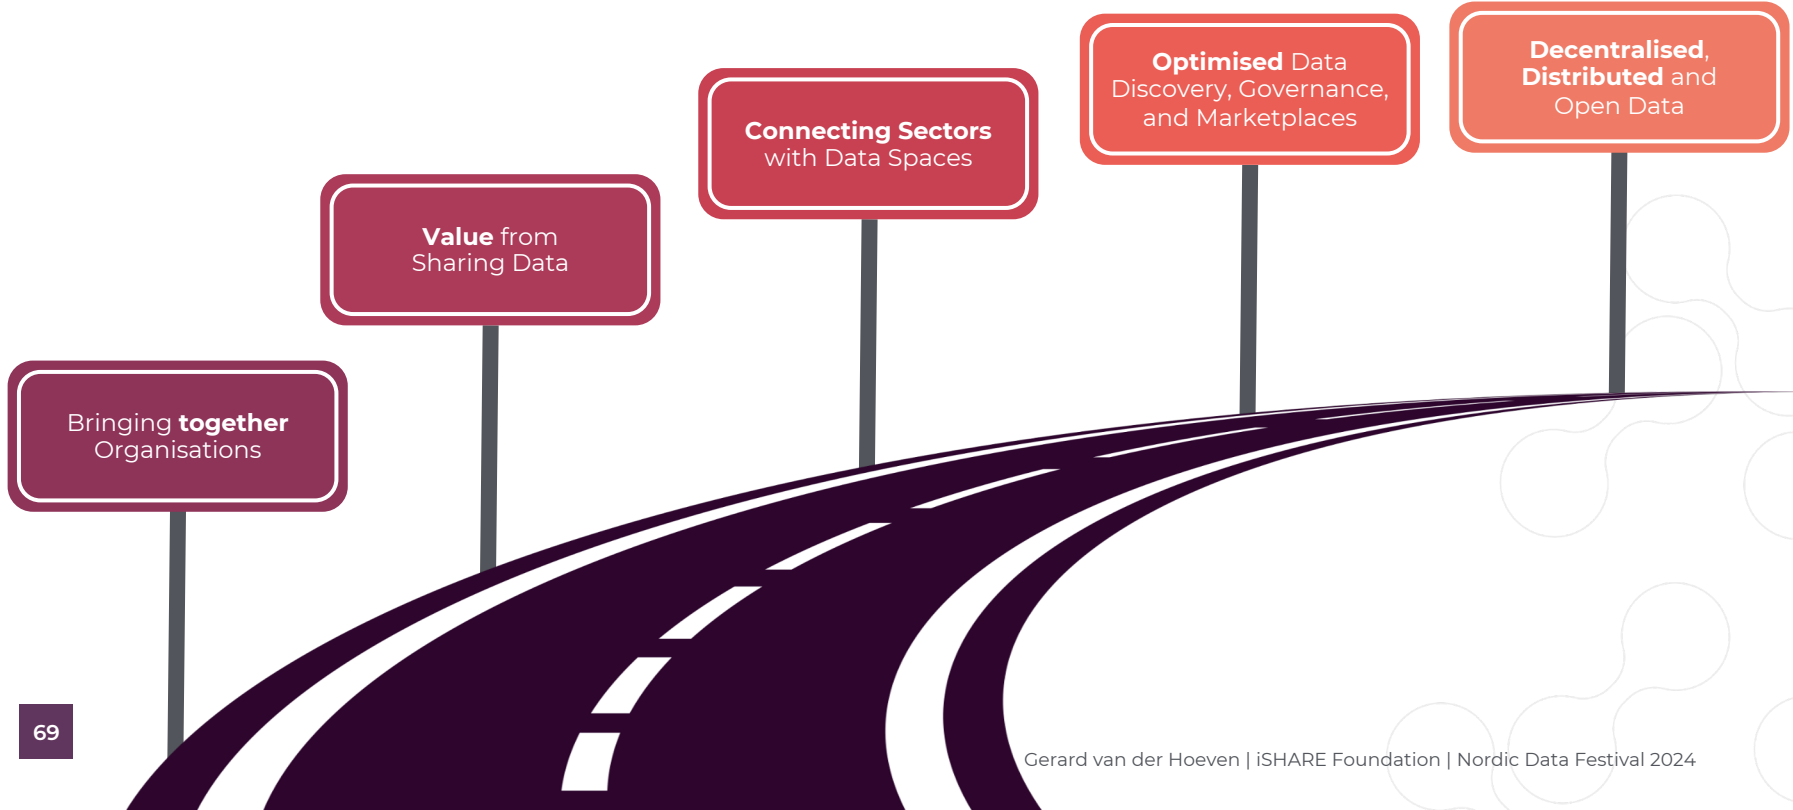 Bringing together
Organisations
Value from
Sharing Data
Connecting Sectors
with Data Spaces
Optimised Data
Discovery, Governance,
and Marketplaces
Decentralised,
Distributed and
Open Data
69
Gerard van der Hoeven | iSHARE Foundation | Nordic Data Festival 2024